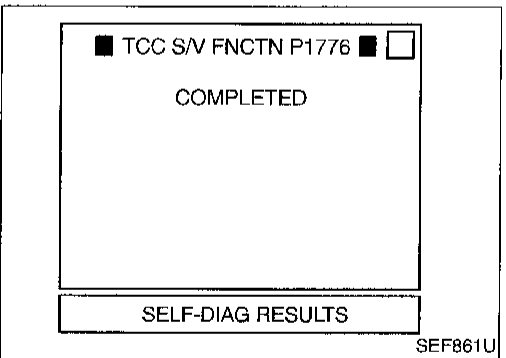 ■ TCC S/V FNCTN P1776 ■ □
COMPLETED
SELF-DIAG RESULTS
SEF861U